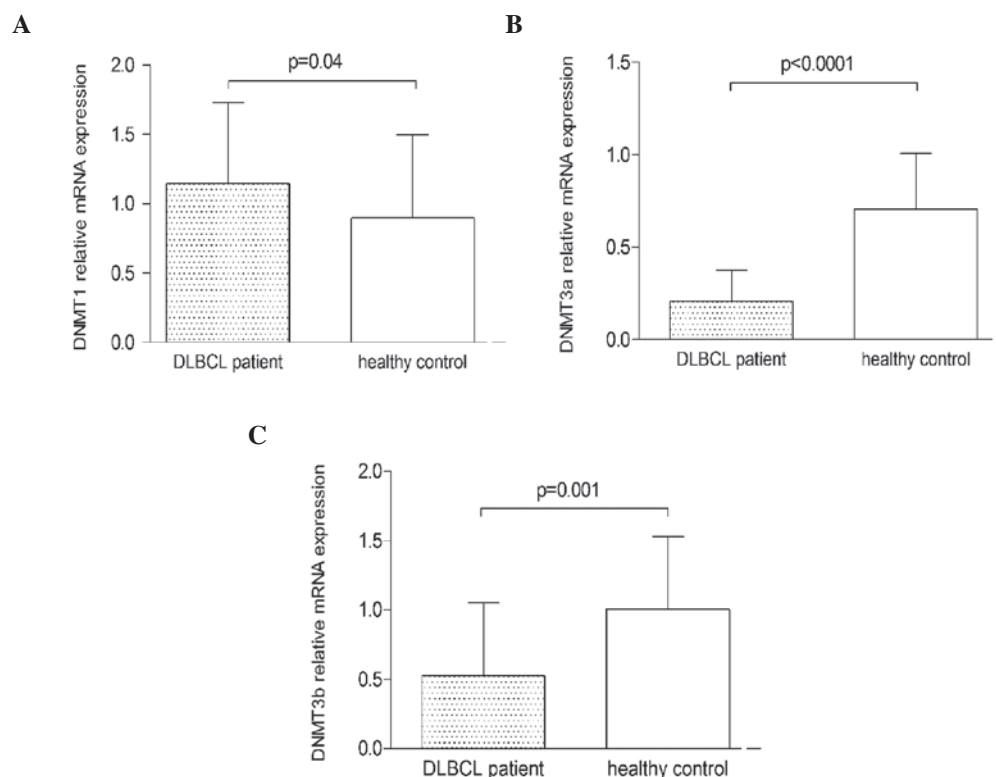 A
DNMT1 relative mRNA expression
2.0
1.5
1.0
0.5
0.0
p=0.04
DLBCL patient
healthy control
B
DNMT3a relative mRNA expression
1.5
1.0
0.5
0.0
p<0.0001
DLBCL patient
healthy control
C
DNMT3b relative mRNA expression
2.0
1.5
1.0
0.5
0.0
p=0.001
DLBCL patient
healthy control